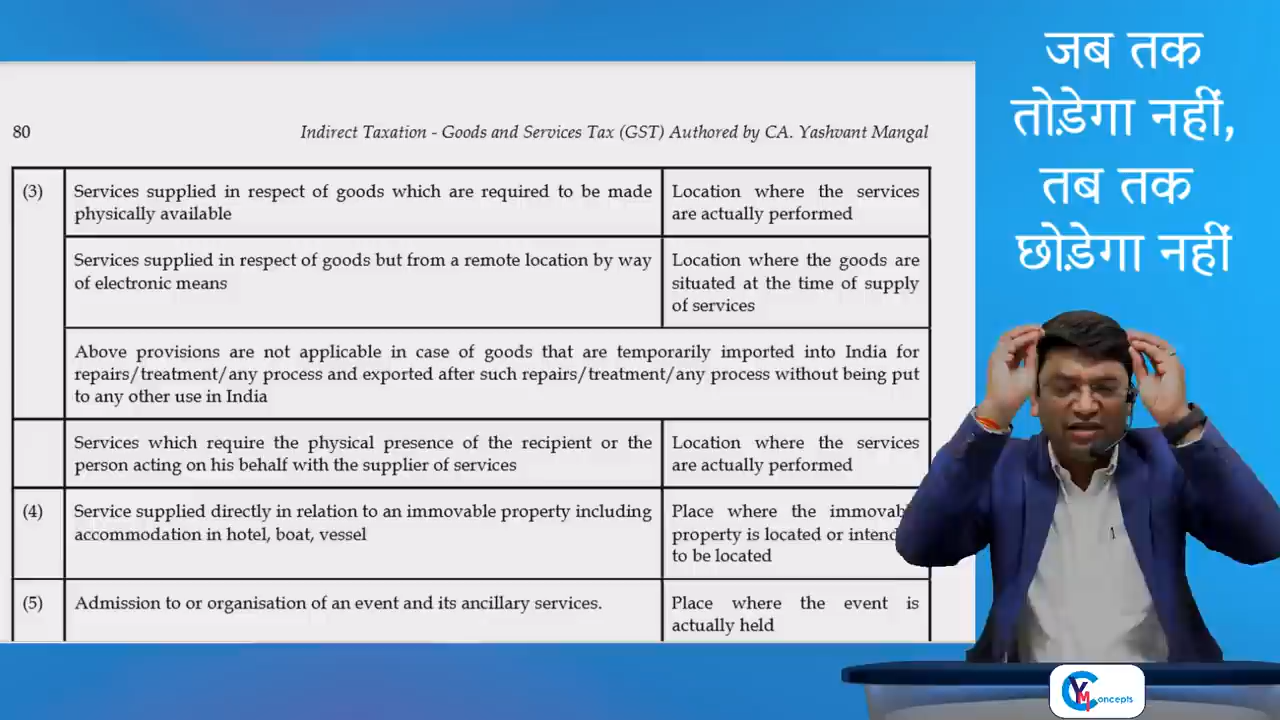 80
Indirect Taxation - Goods and Services Tax (GST) Authored by CA. Yashvant Mangal
(3)
Services supplied in respect of goods which are required to be made
physically available
Location where the services
are actually performed
Services supplied in respect of goods but from a remote location by way
of electronic means
Location where the goods are
situated at the time of supply
of services
Above provisions are not applicable in case of goods that are temporarily imported into India for
repairs/treatment/any process and exported after such repairs/treatment/any process without being put
to any other use in India
Services which require the physical presence of the recipient or the
person acting on his behalf with the supplier of services
Location where the services
are actually performed
(4)
Service supplied directly in relation to an immovable property including
accommodation in hotel, boat, vessel
Place where the immovab
property is located or intend
to be located
(5)
Admission to or organisation of an event and its ancillary services.
Place where the event is
actually held
जब तक
तोड़ेगा नहीं,
तब तक
छोड़ेगा नहीं
YM Concepts